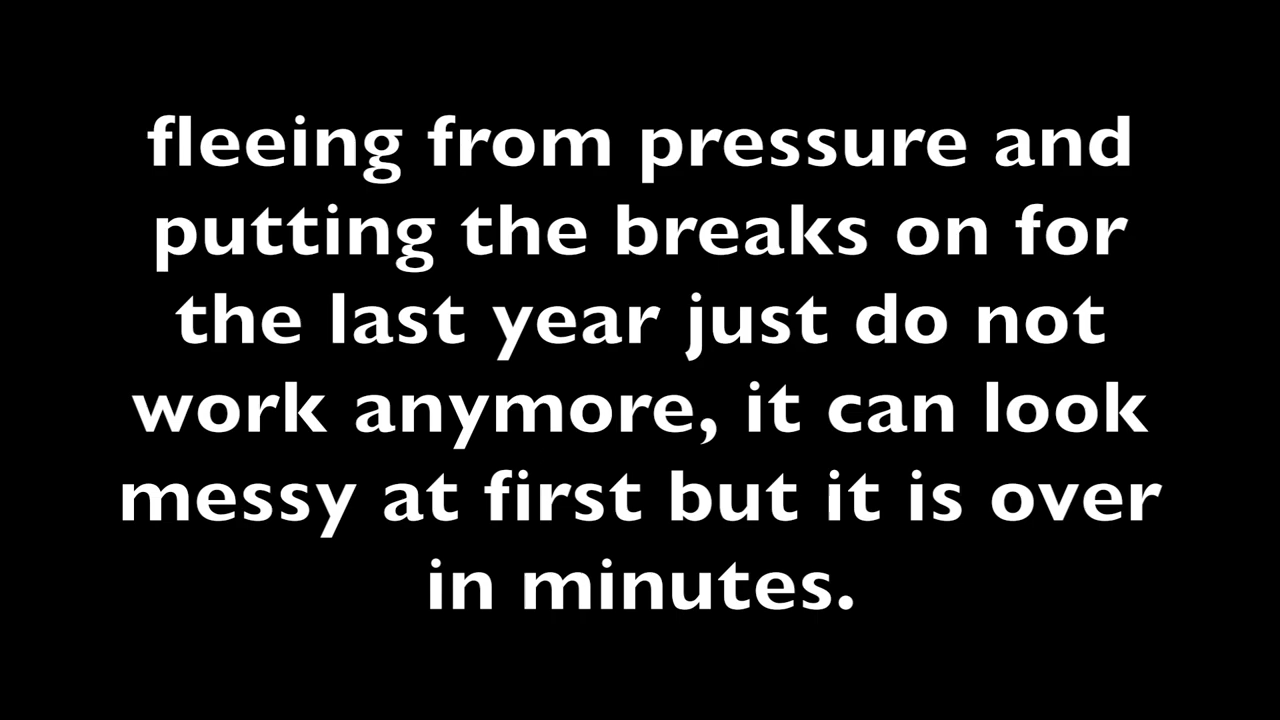 fleeing from pressure and
putting the breaks on for
the last year just do not
work anymore, it can look
messy at first but it is over
in minutes.